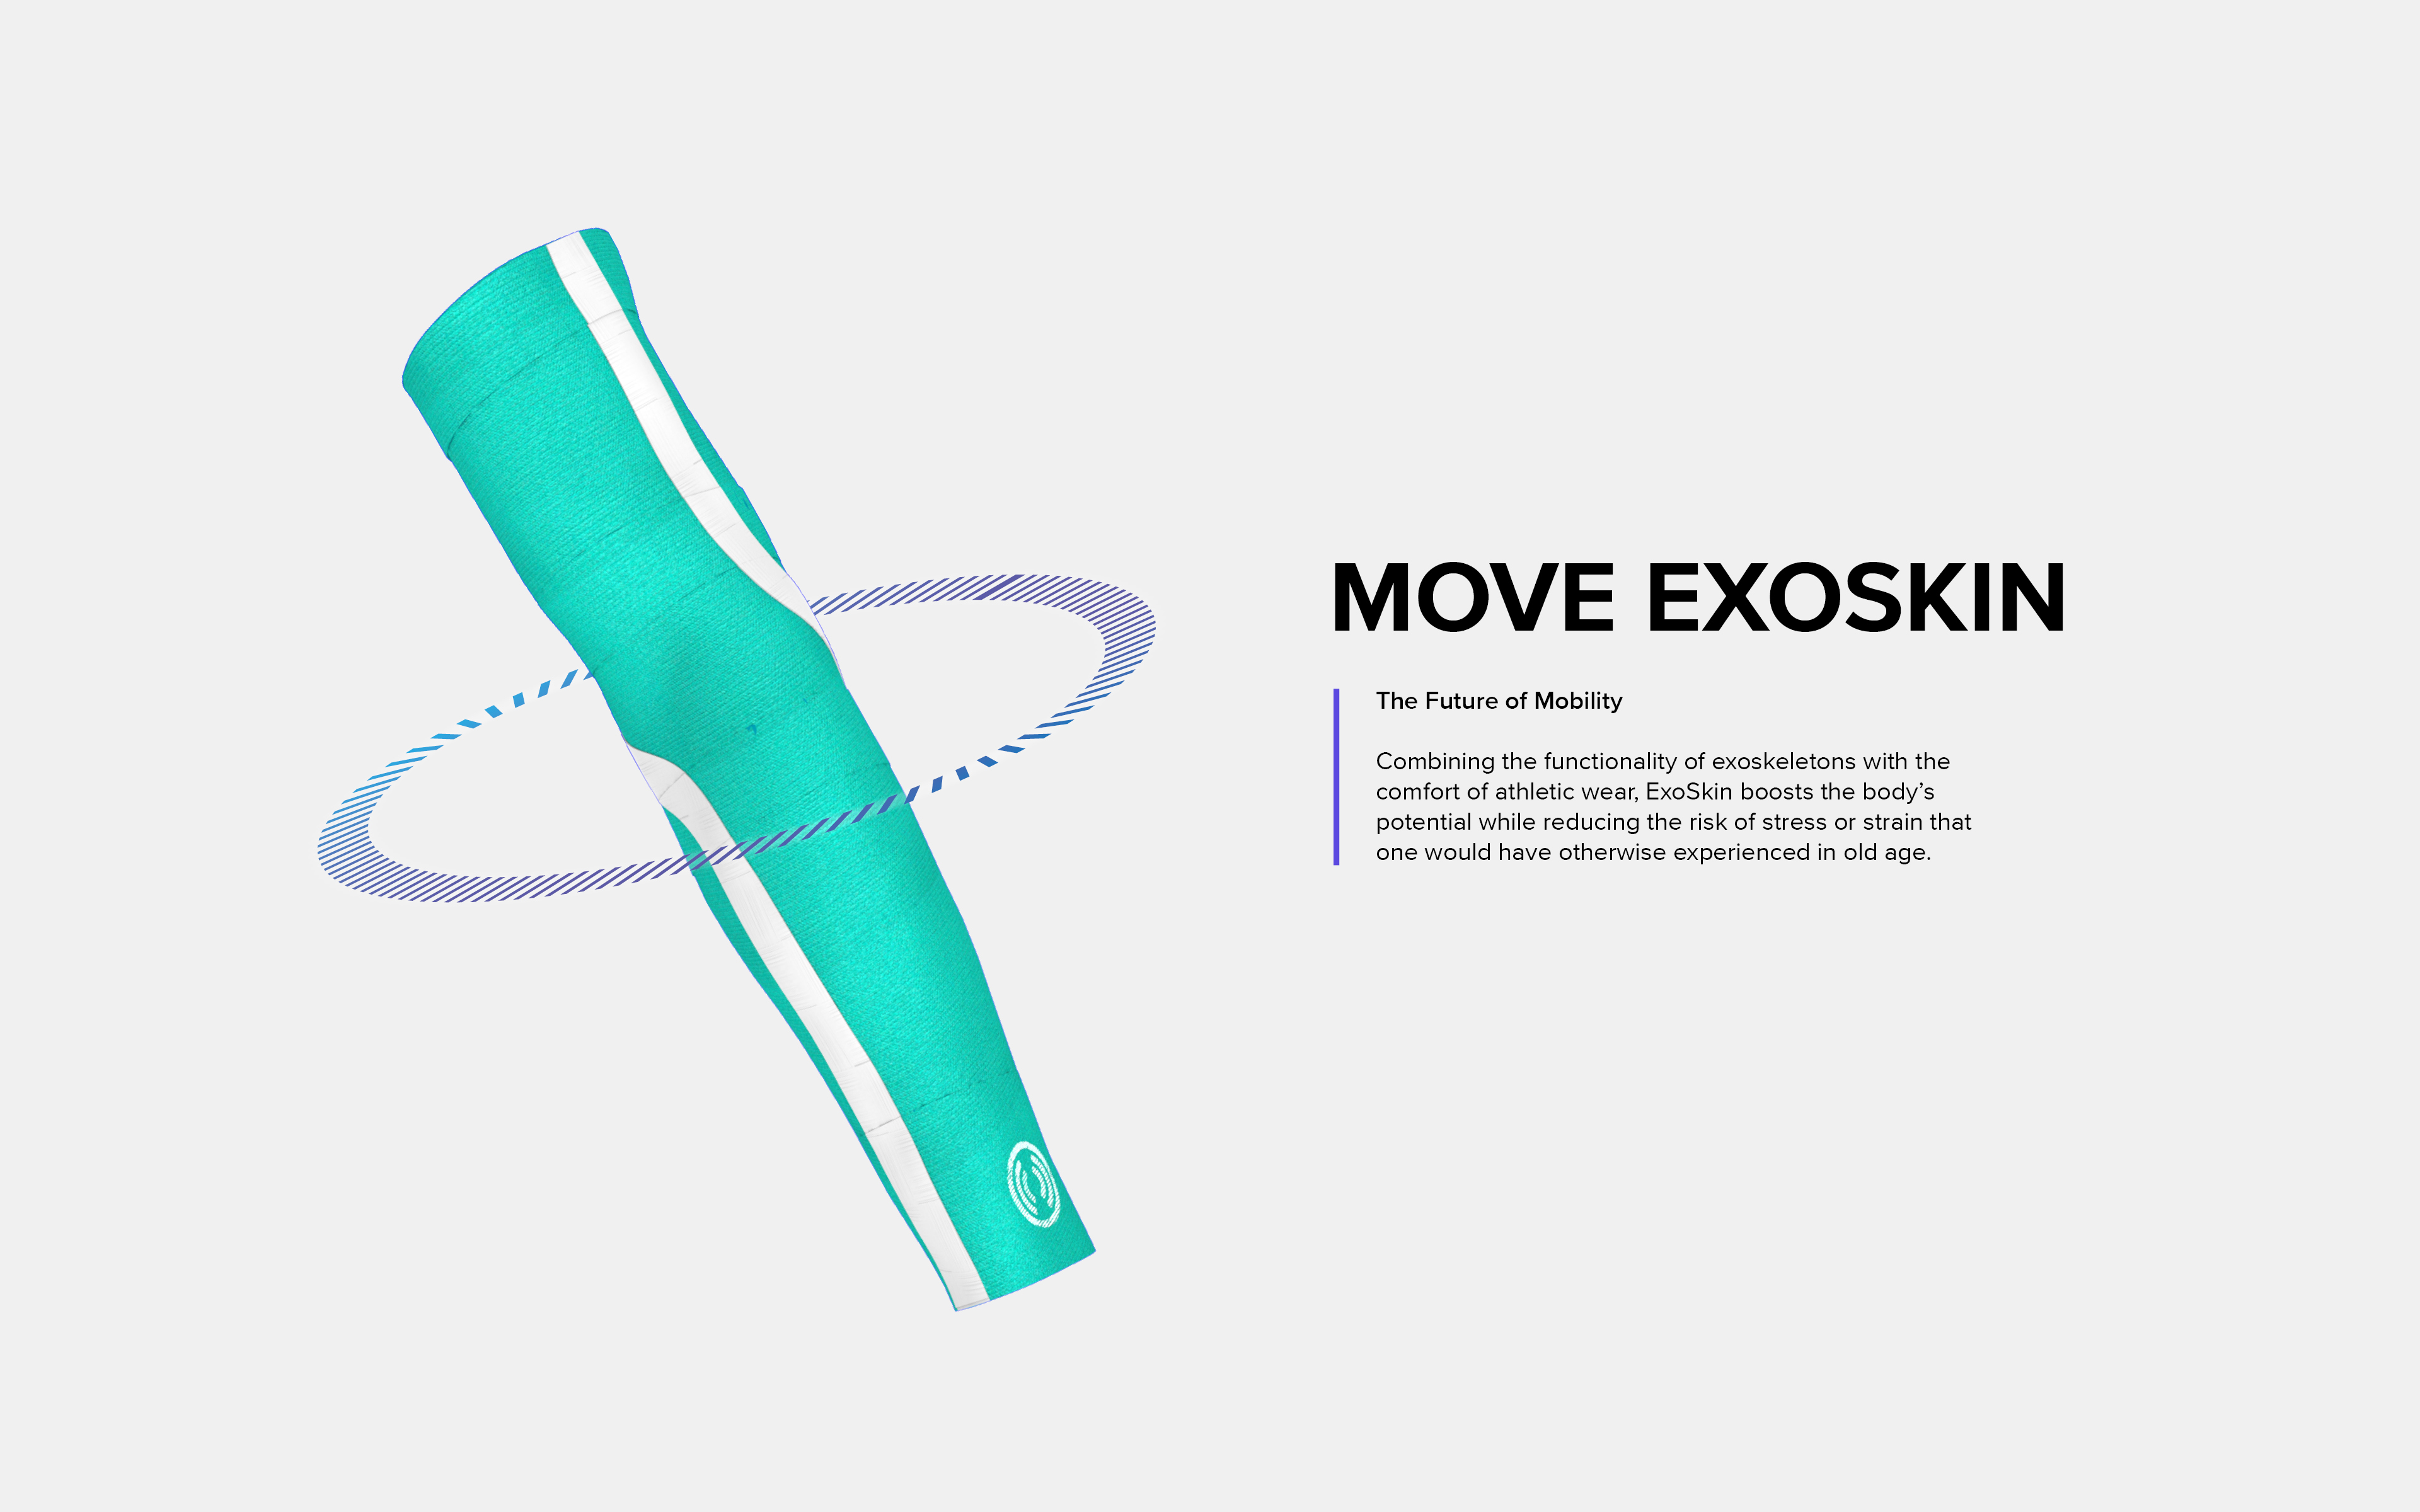 MOVE EXOSKIN
The Future of Mobility
Combining the functionality of exoskeletons with the
comfort of athletic wear, ExoSkin boosts the body’s
potential while reducing the risk of stress or strain that
one would have otherwise experienced in old age.